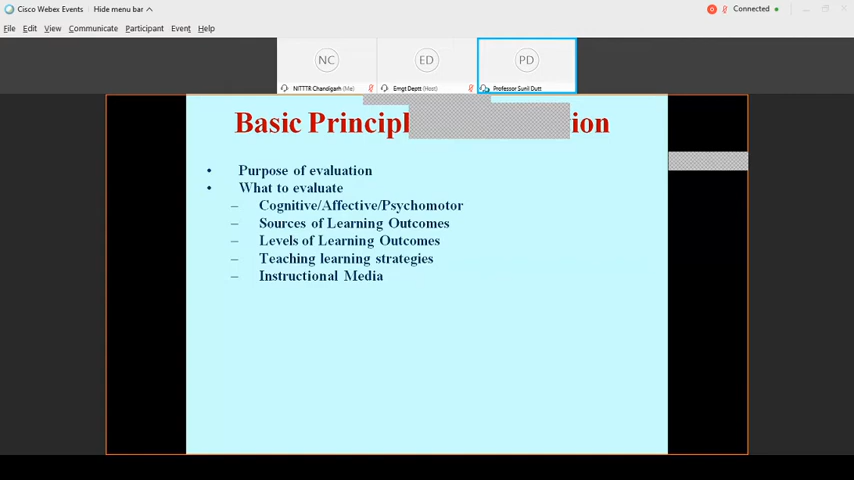 Cisco Webex Events Hide menu bar Connected
File Edit View Communicate Participant Event Help
NC ED PD
NITTTR Chandigarh (Me) Emgt Deptt (Host) Professor Sunil Dutt
Basic
• Purpose of evaluation
• What to evaluate
– Cognitive/Affective/Psychomotor
– Sources of Learning Outcomes
– Levels of Learning Outcomes
– Teaching learning strategies
– Instructional Media